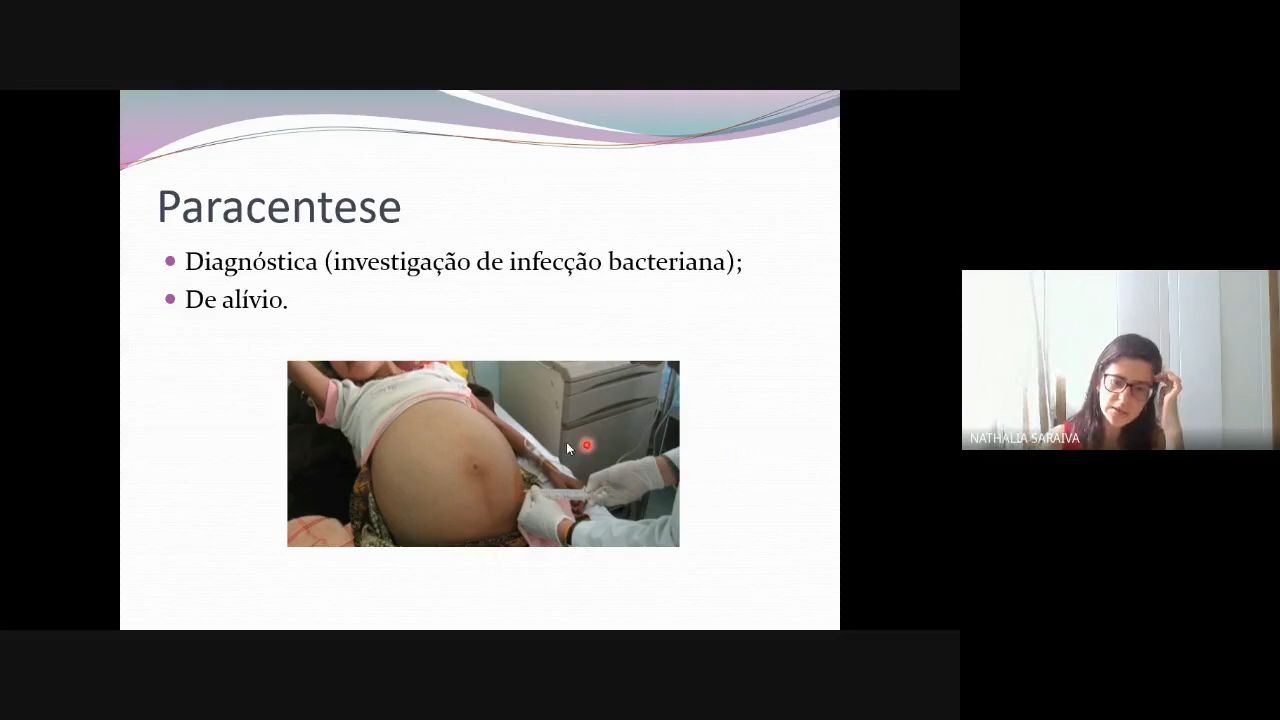 Paracentese
Diagnóstica (investigação de infecção bacteriana);
De alívio.
NATHALIA SARAIVA